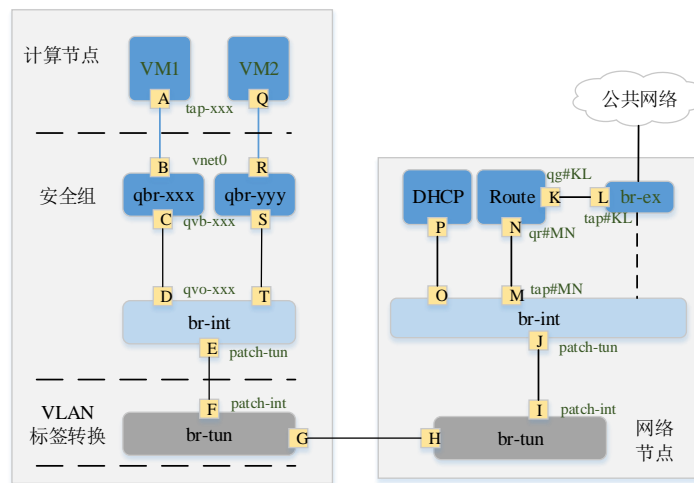 计算节点
VM1
VM2
A
Q
tap-xxx
公共网络
vnet0
B
R
安全组
qbr-xxx
qbr-yyy
C
qvb-xxx
S
DHCP
Route
qg#KL
K
L
br-ex
tap#KL
P
N
qr#MN
D
qvo-xxx
T
O
M
tap#MN
br-int
br-int
E
patch-tun
J
patch-tun
VLAN
标签转换
F
patch-int
I
patch-int
br-tun
G
H
br-tun
网络
节点